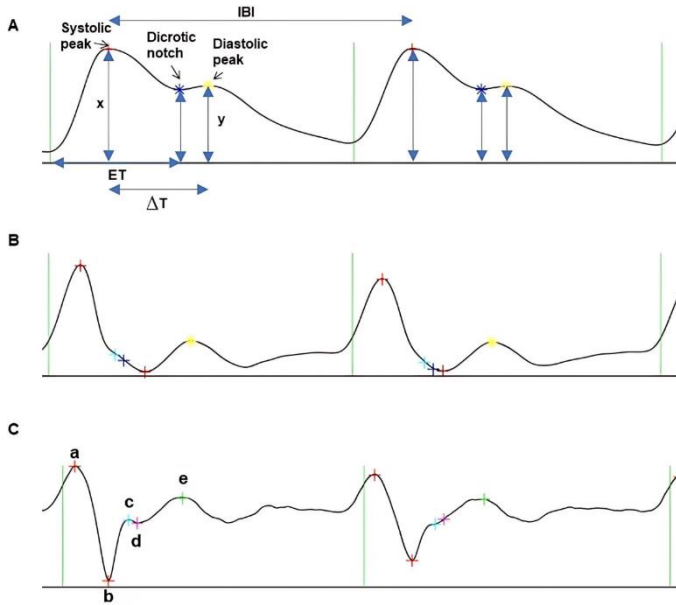 A
IBI
Systolic
peak
Dicrotic
notch
Diastolic
peak
x
y
ET
ΔT
B
C
a
c
d
e
b